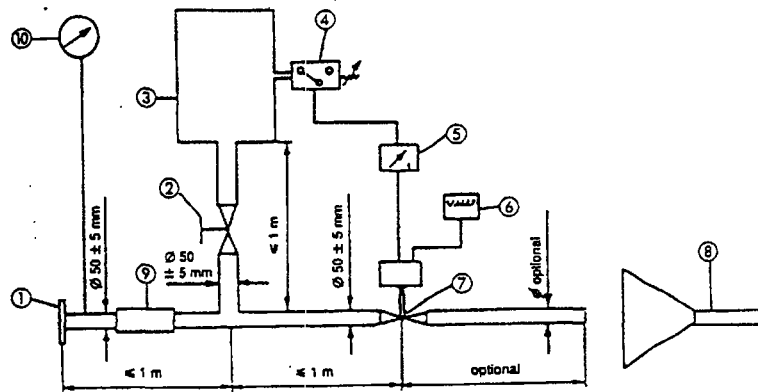 ⑩
④
③
⑤
②
⑥
≤ 1 m
Ø 50 ± 5 mm
Ø 50 ± 5 mm
Ø 50
± 5 mm
Ø optional
⑨
⑦
⑧
①
≤ 1 m
≤ 1 m
optional